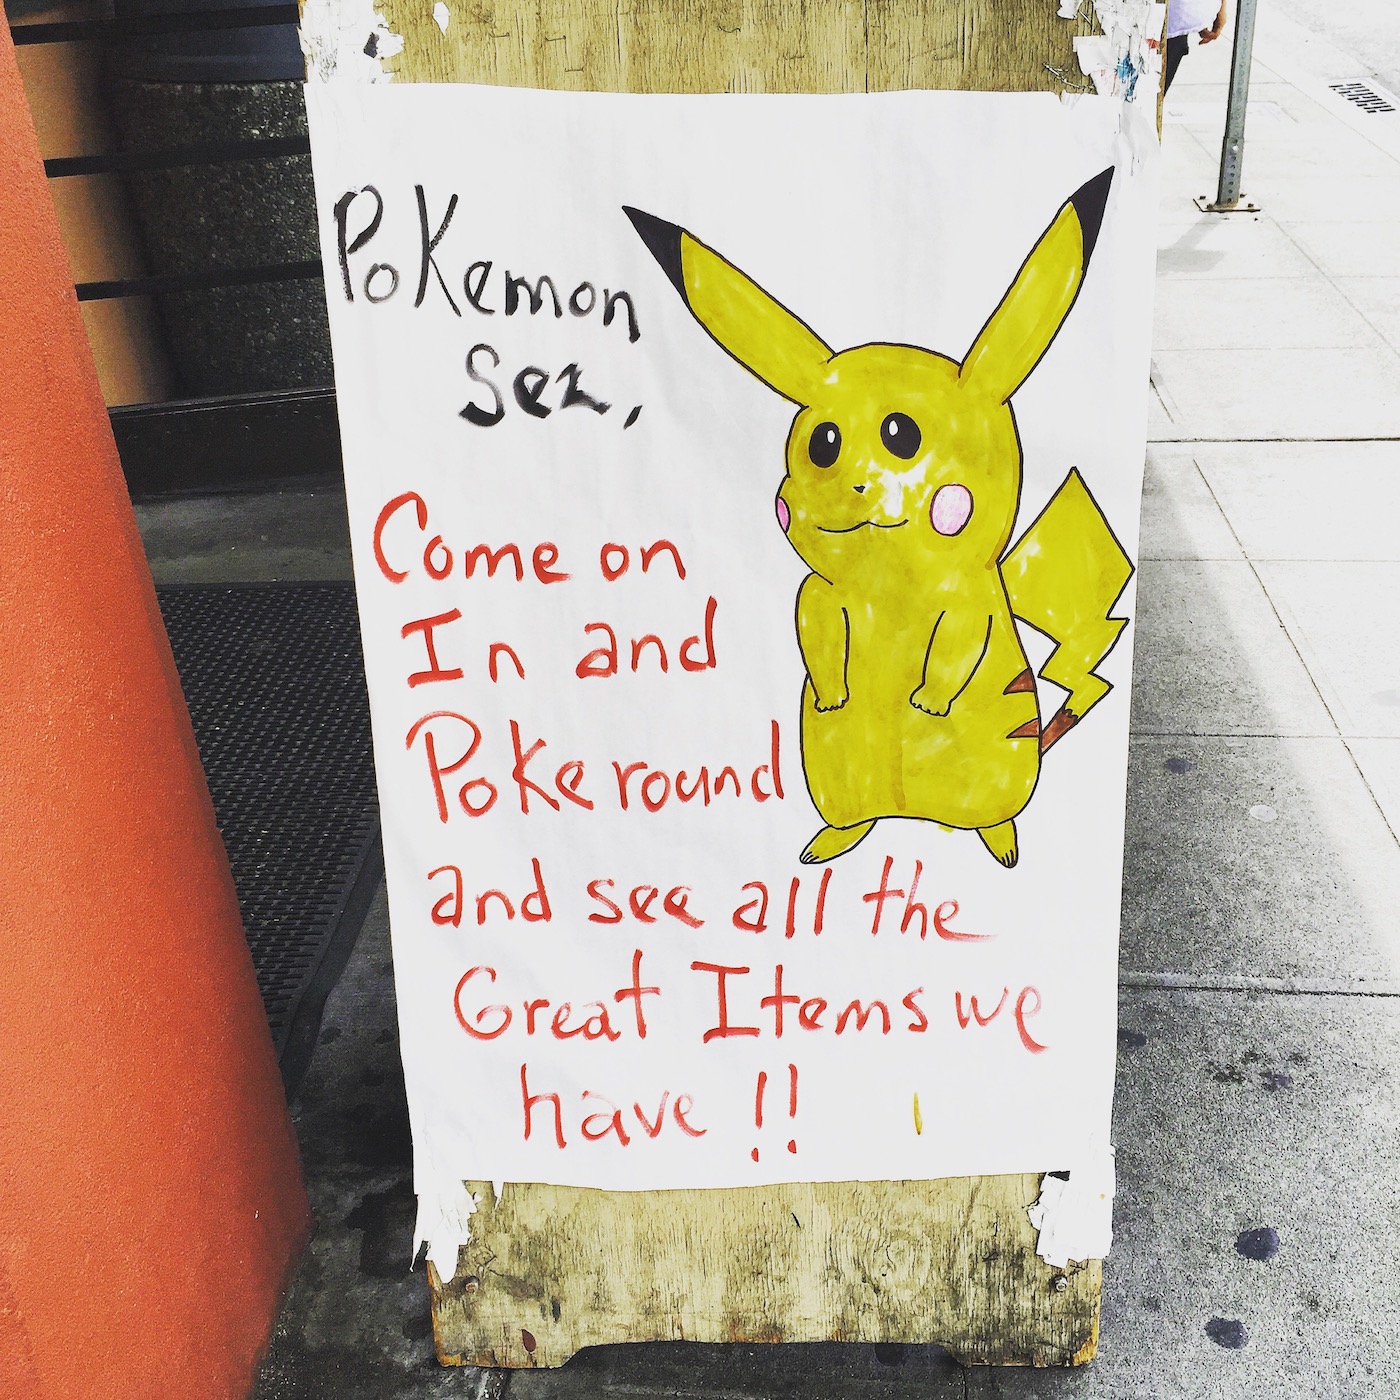 Pokemon
Sez,
Come on
In and
Poke round
and see all the
Great Items we
have !!